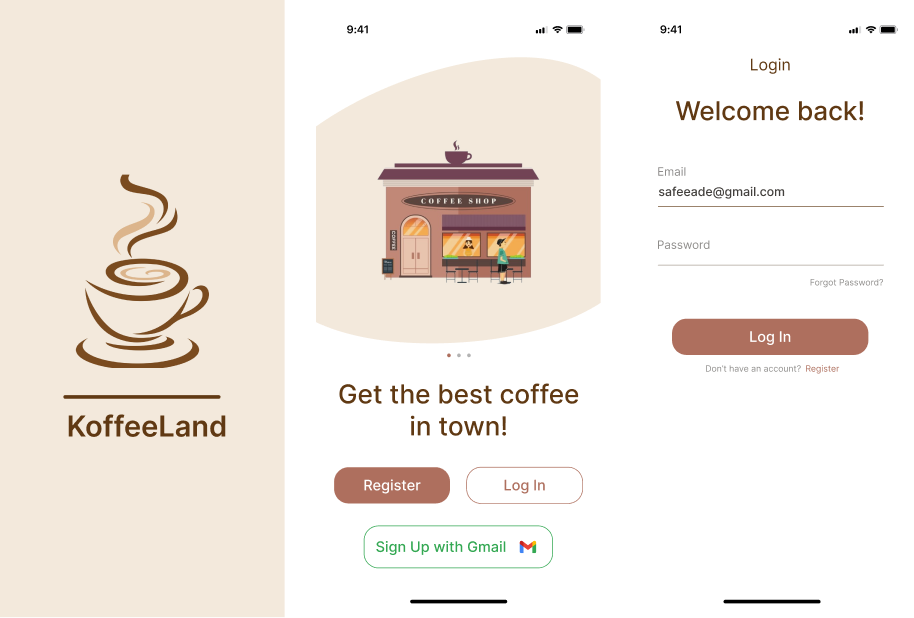 KoffeeLand
9:41
COFFEE SHOP
COFFEE
Get the best coffee
in town!
Register
Log In
Sign Up with Gmail
9:41
Login
Welcome back!
Email
safeeade@gmail.com
Password
Forgot Password?
Log In
Don't have an account? Register